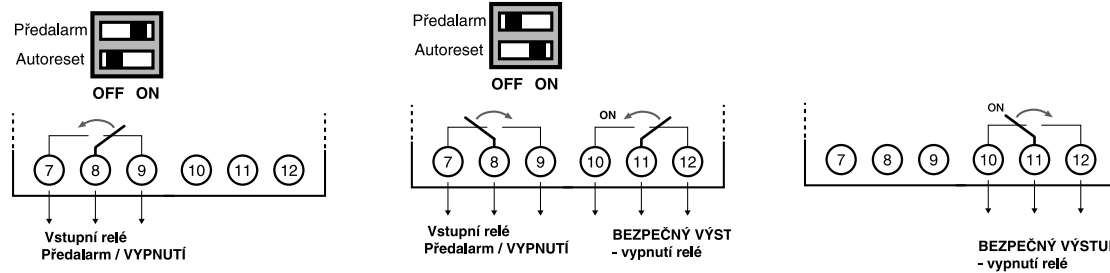 Předalarm
Autoreset
OFF ON
7 8 9 10 11 12
Vstupní relé
Předalarm / VYPNUTÍ
Předalarm
Autoreset
OFF ON
ON
7 8 9 10 11 12
Vstupní relé
Předalarm / VYPNUTÍ
BEZPEČNÝ VÝST
- vypnutí relé
ON
7 8 9 10 11 12
BEZPEČNÝ VÝSTU
- vypnutí relé